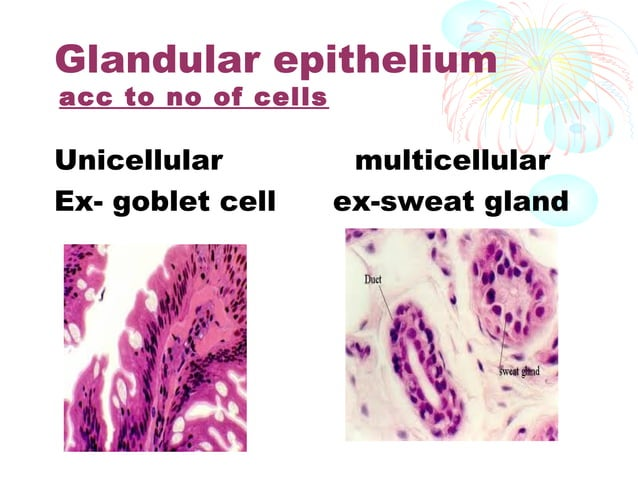 Glandular epithelium
acc to no of cells
Unicellular multicellular
Ex- goblet cell ex-sweat gland
Duct
sweat gland